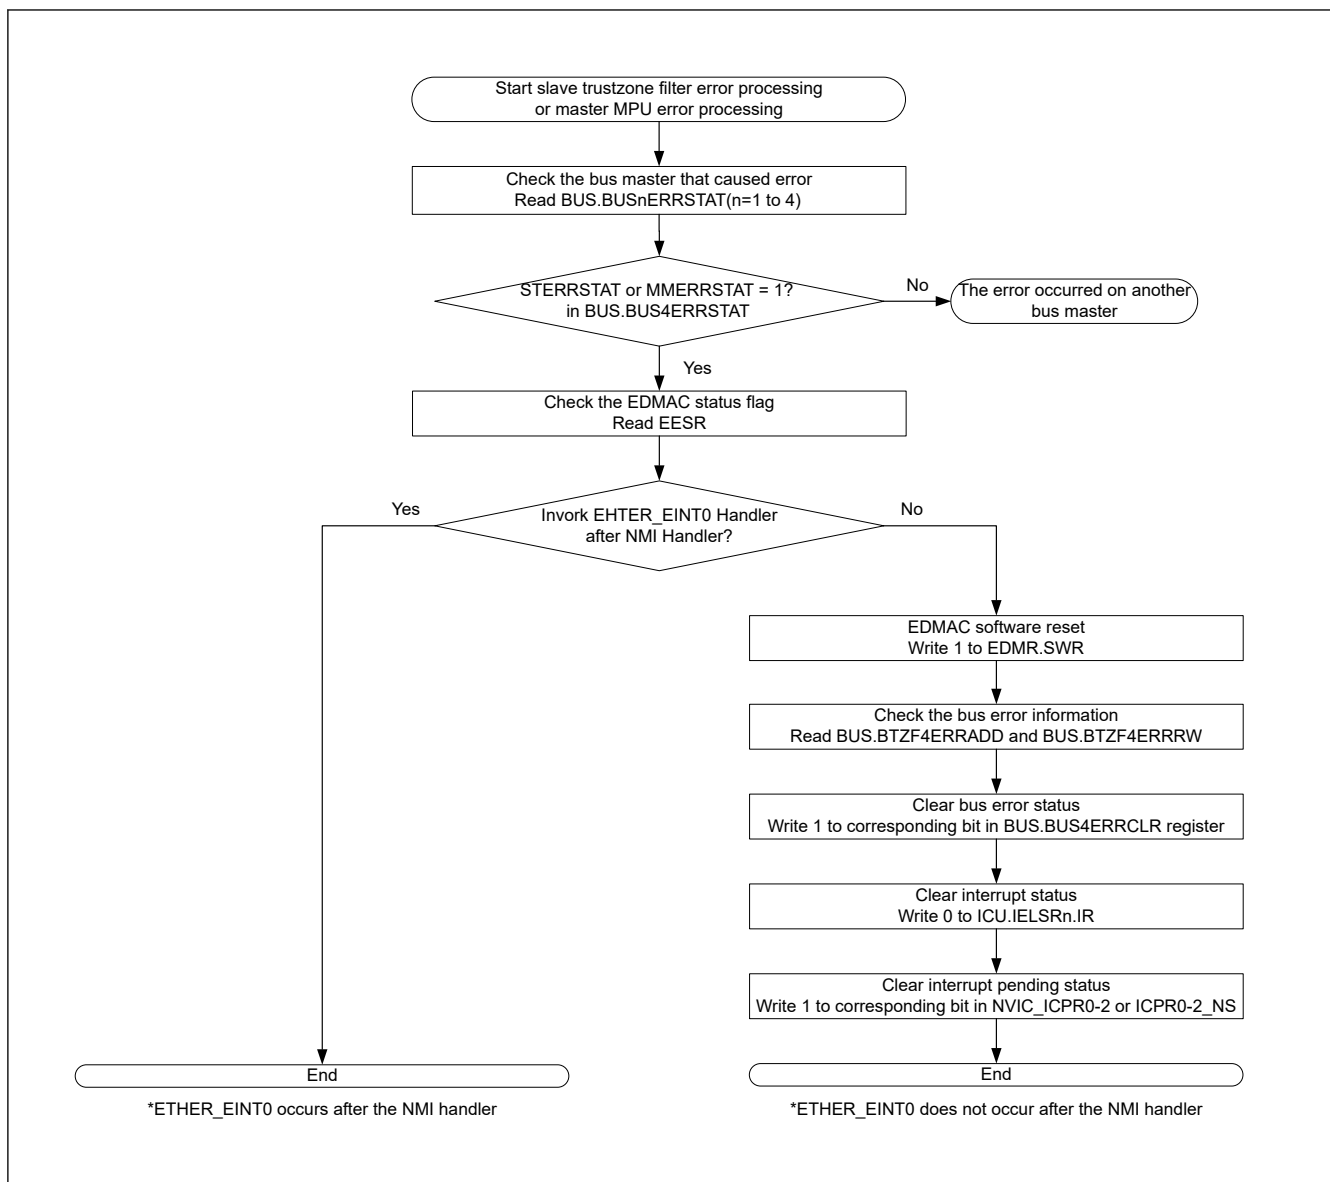 Start slave trustzone filter error processing
or master MPU error processing
Check the bus master that caused error
Read BUS.BUSnERRSTAT(n=1 to 4)
STERRSTAT or MMERRSTAT = 1?
in BUS.BUS4ERRSTAT
No
The error occurred on another
bus master
Yes
Check the EDMAC status flag
Read EESR
Yes
Invork EHTER_EINT0 Handler
after NMI Handler?
No
EDMAC software reset
Write 1 to EDMR.SWR
Check the bus error information
Read BUS.BTZF4ERRADD and BUS.BTZF4ERRRW
Clear bus error status
Write 1 to corresponding bit in BUS.BUS4ERRCLR register
Clear interrupt status
Write 0 to ICU.IELSRn.IR
Clear interrupt pending status
Write 1 to corresponding bit in NVIC_ICPR0-2 or ICPR0-2_NS
End
*ETHER_EINT0 occurs after the NMI handler
End
*ETHER_EINT0 does not occur after the NMI handler